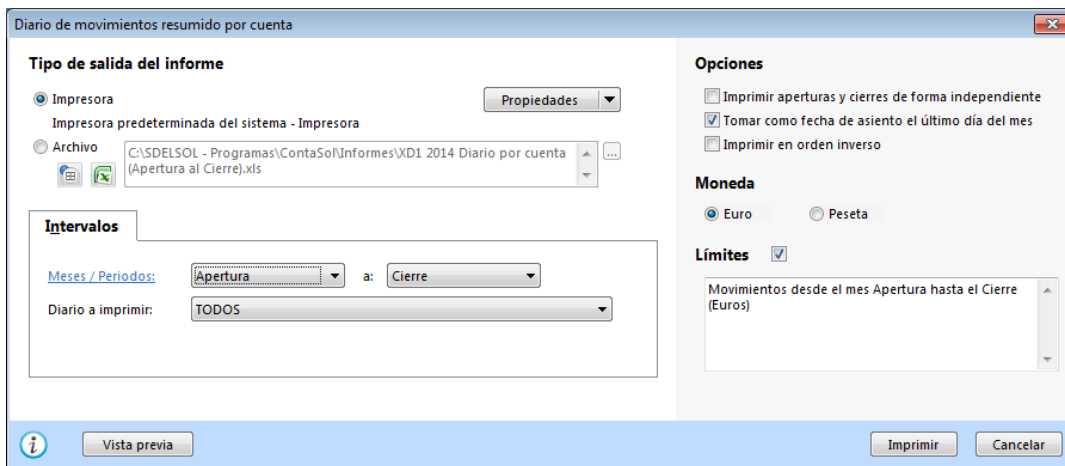 Diario de movimientos resumido por cuenta
Tipo de salida del informe
Impresora
Propiedades
Impresora predeterminada del sistema - Impresora
Archivo
C:\SDELSOL - Programas\ContaSol\Informes\XD1 2014 Diario por cuenta
(Apertura al Cierre).xls
...
Intervalos
Meses / Periodos:
Apertura
a:
Cierre
Diario a imprimir:
TODOS
Opciones
Imprimir aperturas y cierres de forma independiente
Tomar como fecha de asiento el último día del mes
Imprimir en orden inverso
Moneda
Euro
Peseta
Límites
Movimientos desde el mes Apertura hasta el Cierre
(Euros)
Vista previa
Imprimir
Cancelar